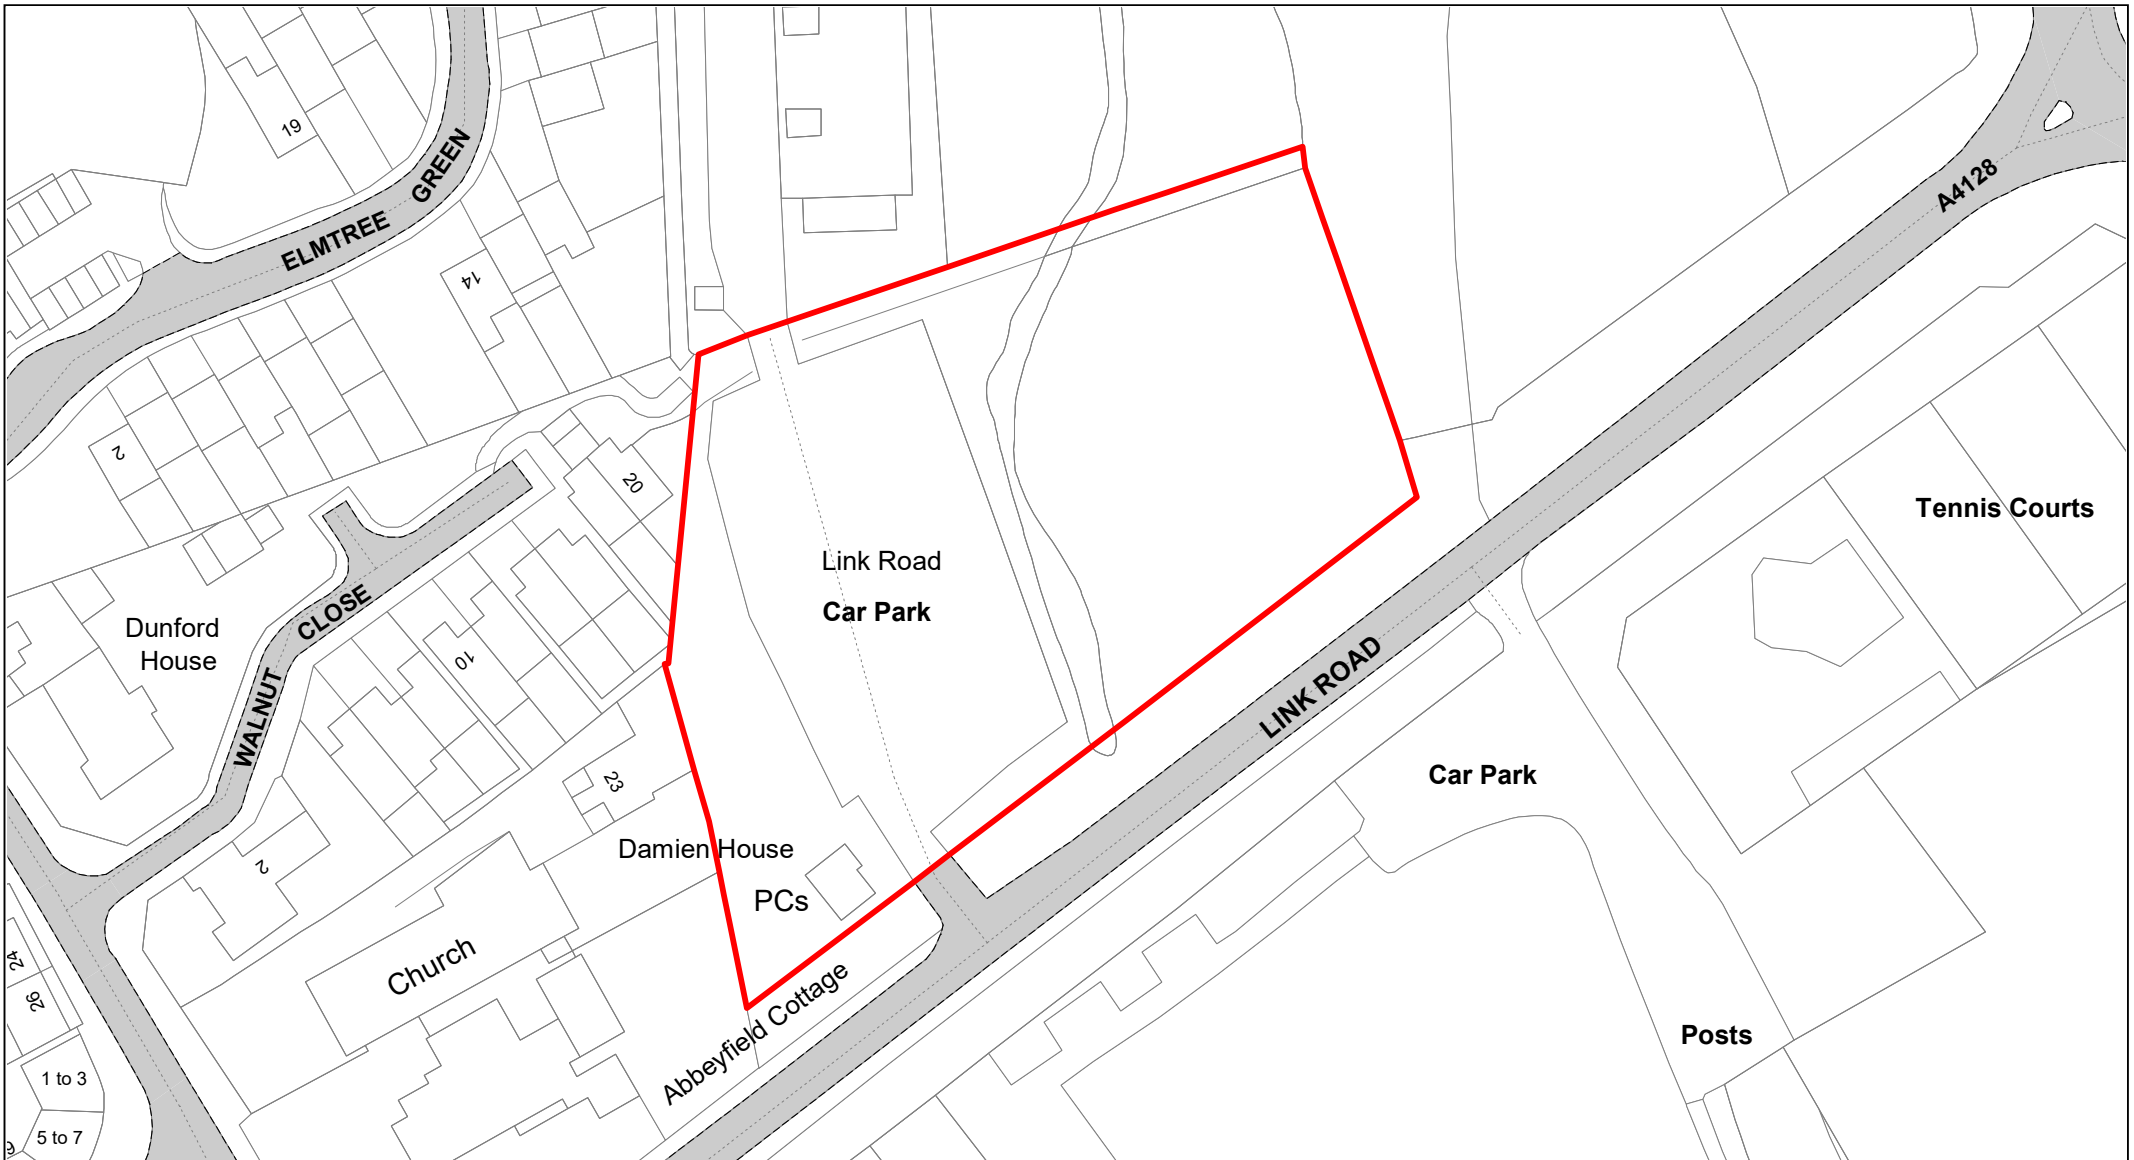 19
ELMTREE GREEN
A4128
14
2
20
Tennis Courts
Link Road
Car Park
Dunford
House
WALNUT CLOSE
10
LINK ROAD
23
Car Park
Damien House
2
PCs
Church
24
26
Abbeyfield Cottage
Posts
1 to 3
5 to 7